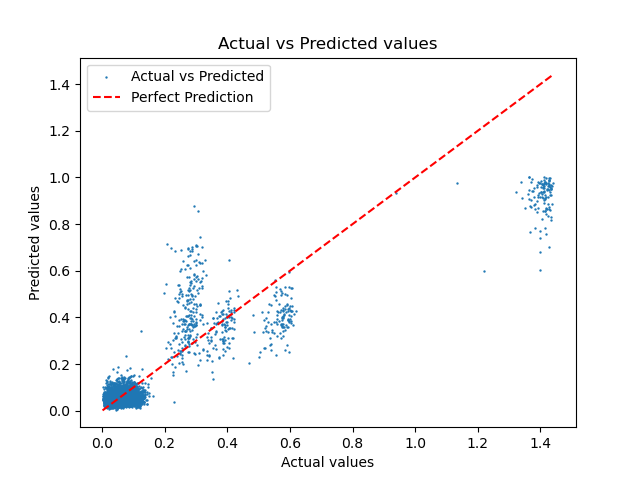 Actual vs Predicted values
Actual vs Predicted
Perfect Prediction
Predicted values
1.4
1.2
1.0
0.8
0.6
0.4
0.2
0.0
0.0 0.2 0.4 0.6 0.8 1.0 1.2 1.4
Actual values